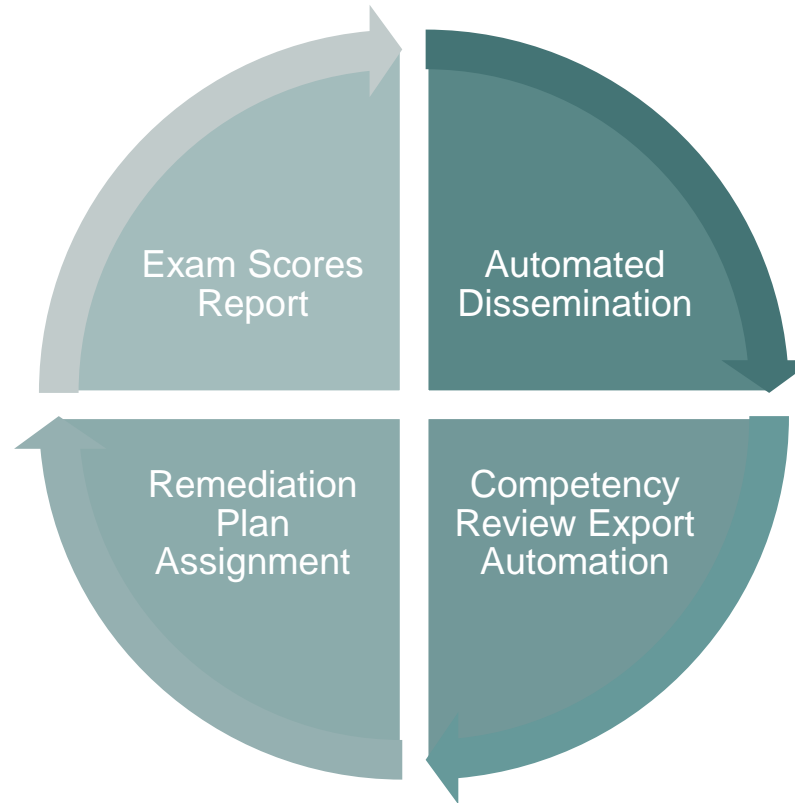 Exam Scores
Report
Automated
Dissemination
Remediation
Plan
Assignment
Competency
Review Export
Automation